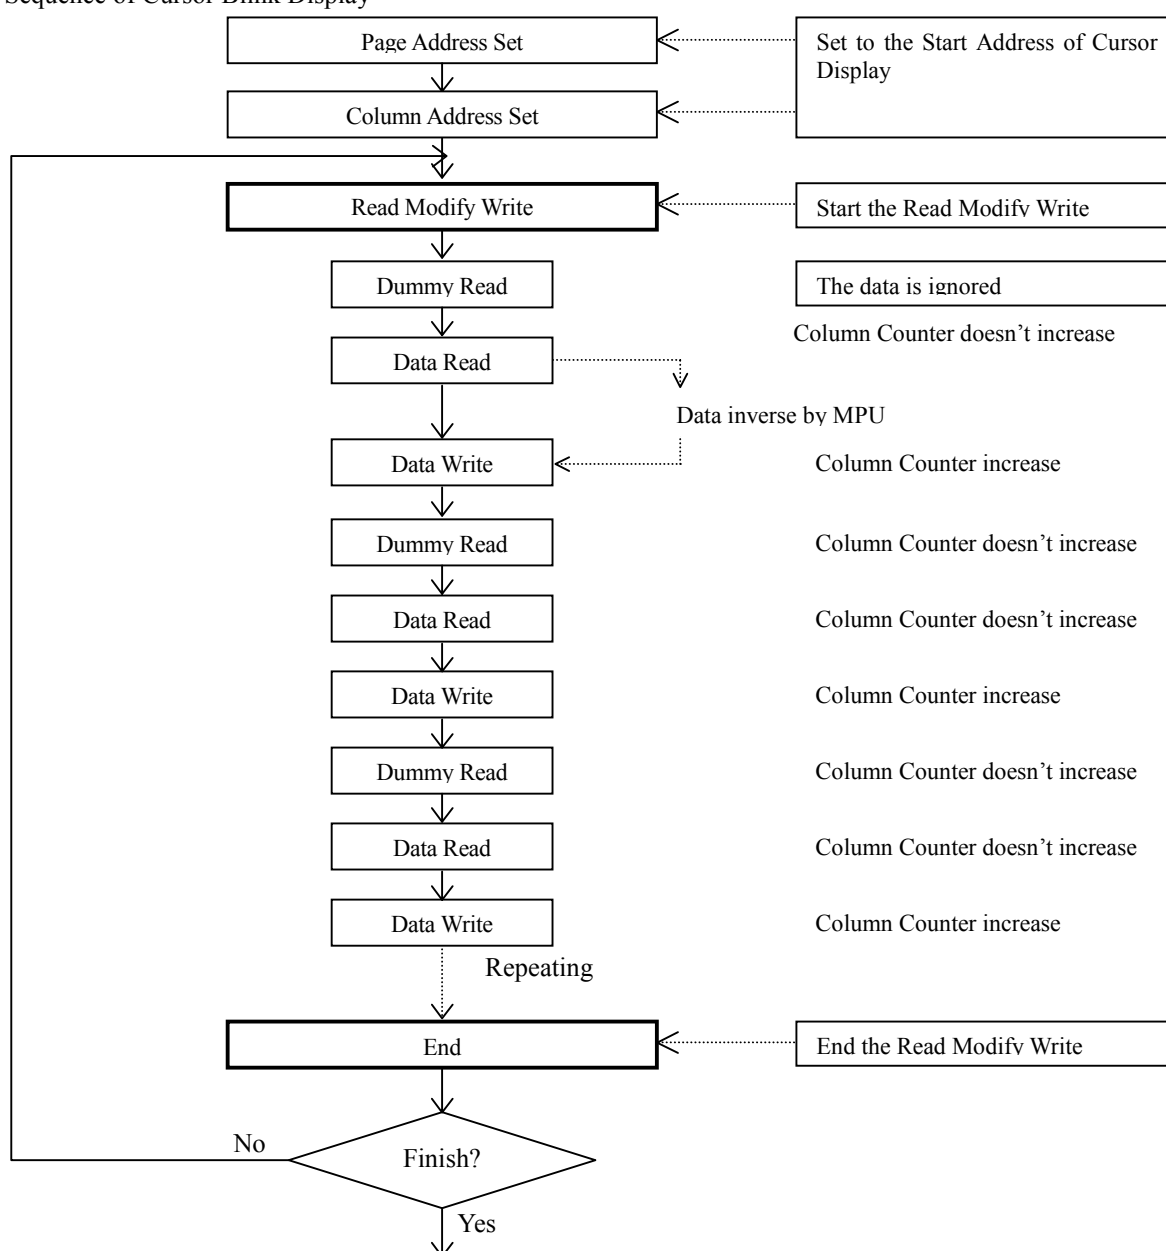 Sequence of Cursor Blink Display
Page Address Set
Set to the Start Address of Cursor
Display
Column Address Set
Read Modify Write
Start the Read Modify Write
Dummy Read
The data is ignored
Column Counter doesn’t increase
Data Read
Data inverse by MPU
Data Write
Column Counter increase
Dummy Read
Column Counter doesn’t increase
Data Read
Column Counter doesn’t increase
Data Write
Column Counter increase
Dummy Read
Column Counter doesn’t increase
Data Read
Column Counter doesn’t increase
Data Write
Column Counter increase
Repeating
End
End the Read Modify Write
No
Finish?
Yes